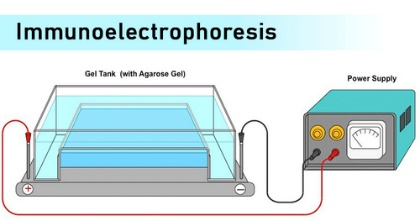 Immunoelectrophoresis
Gel Tank (with Agarose Gel)
Power Supply
+
−